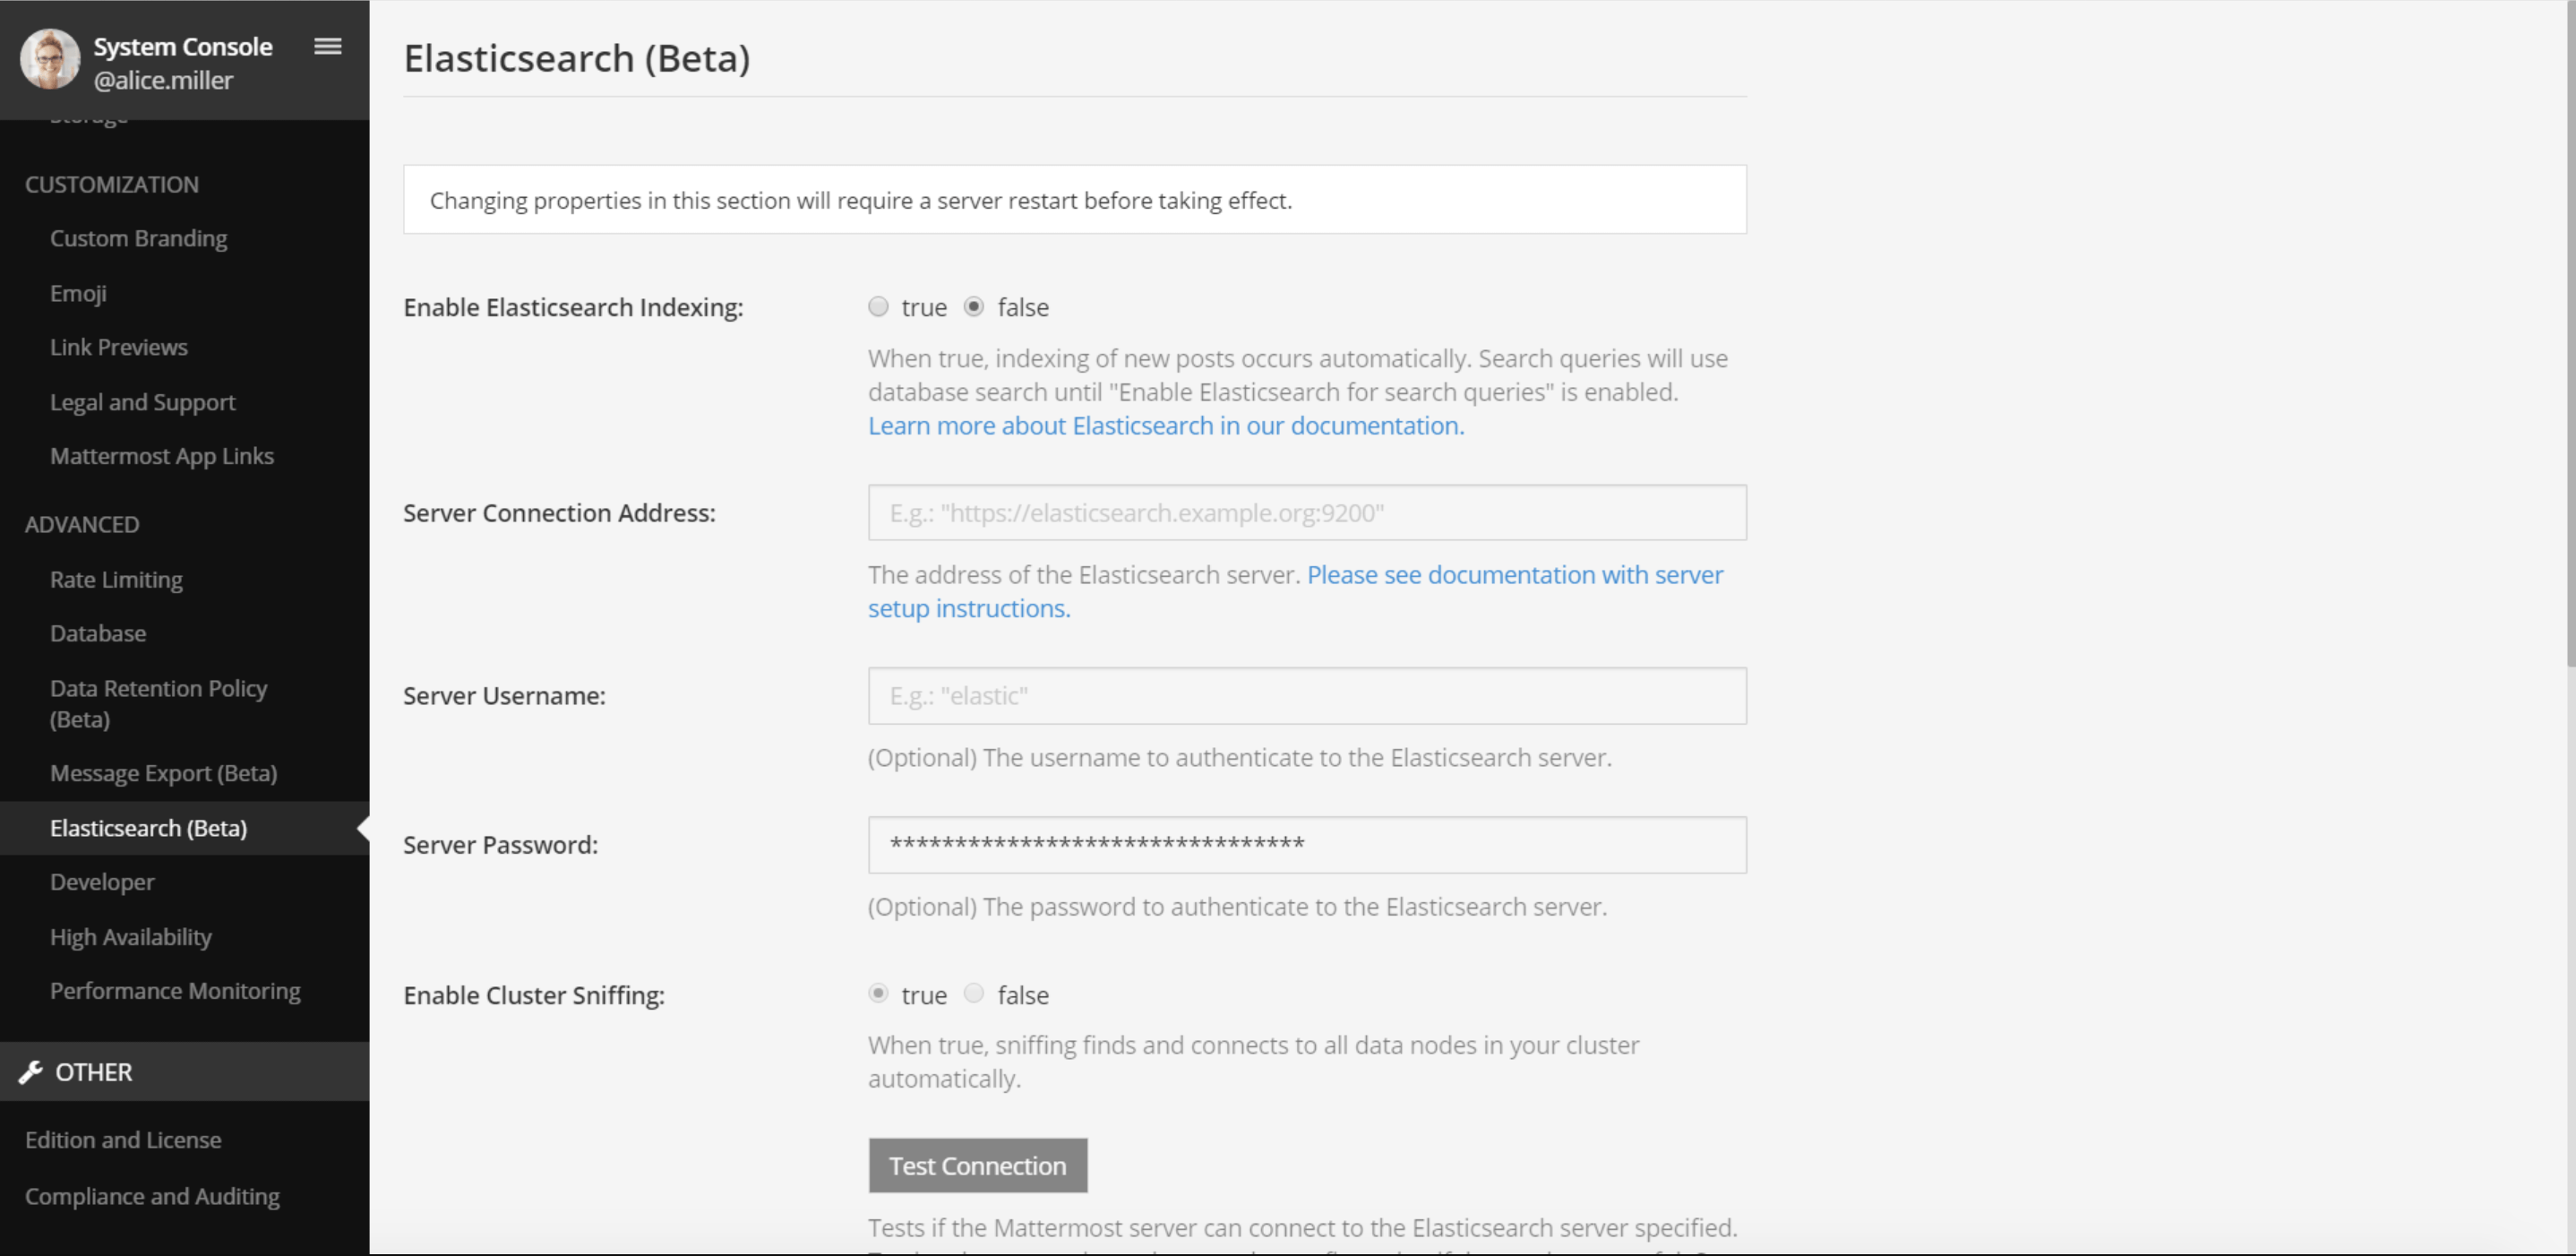 System Console
@alice.miller
Storage
CUSTOMIZATION
Custom Branding
Emoji
Link Previews
Legal and Support
Mattermost App Links
ADVANCED
Rate Limiting
Database
Data Retention Policy
(Beta)
Message Export (Beta)
Elasticsearch (Beta)
Developer
High Availability
Performance Monitoring
OTHER
Edition and License
Compliance and Auditing
Elasticsearch (Beta)
Changing properties in this section will require a server restart before taking effect.
Enable Elasticsearch Indexing:
true false
When true, indexing of new posts occurs automatically. Search queries will use
database search until "Enable Elasticsearch for search queries" is enabled.
Learn more about Elasticsearch in our documentation.
Server Connection Address:
E.g.: "https://elasticsearch.example.org:9200"
The address of the Elasticsearch server. Please see documentation with server
setup instructions.
Server Username:
E.g.: "elastic"
(Optional) The username to authenticate to the Elasticsearch server.
Server Password:
********************************
(Optional) The password to authenticate to the Elasticsearch server.
Enable Cluster Sniffing:
true false
When true, sniffing finds and connects to all data nodes in your cluster
automatically.
Test Connection
Tests if the Mattermost server can connect to the Elasticsearch server specified.